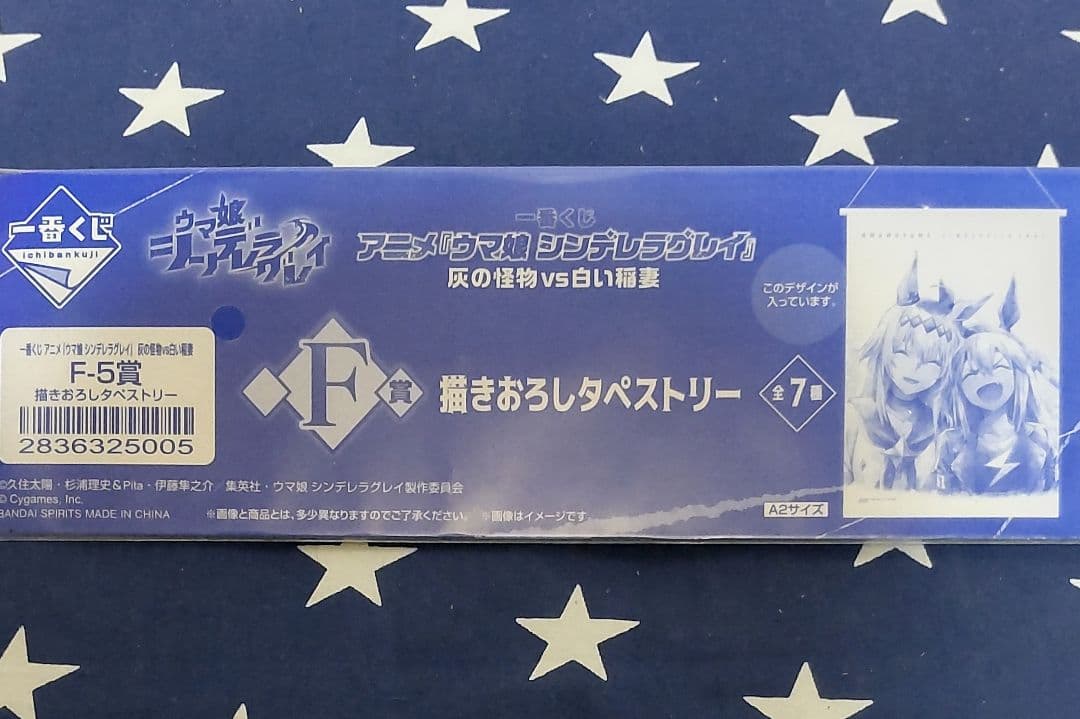 一番くじ
ichibankuji
ウマ娘
シンデレラグレイ
一番くじ
アニメ『ウマ娘 シンデレラグレイ』
灰の怪物vs白い稲妻
このデザインが
入っています。
一番くじ アニメ『ウマ娘 シンデレラグレイ』 灰の怪物vs白い稲妻
F-5賞
描きおろしタペストリー
2836325005
F賞 描きおろしタペストリー 全7種
©久住太陽・杉浦理史&Pita・伊藤隼之介/集英社・ウマ娘 シンデレラグレイ製作委員会
© Cygames, Inc.
BANDAI SPIRITS MADE IN CHINA
※画像と商品とは、多少異なりますのでご了承ください。 ※画像はイメージです。
A2サイズ